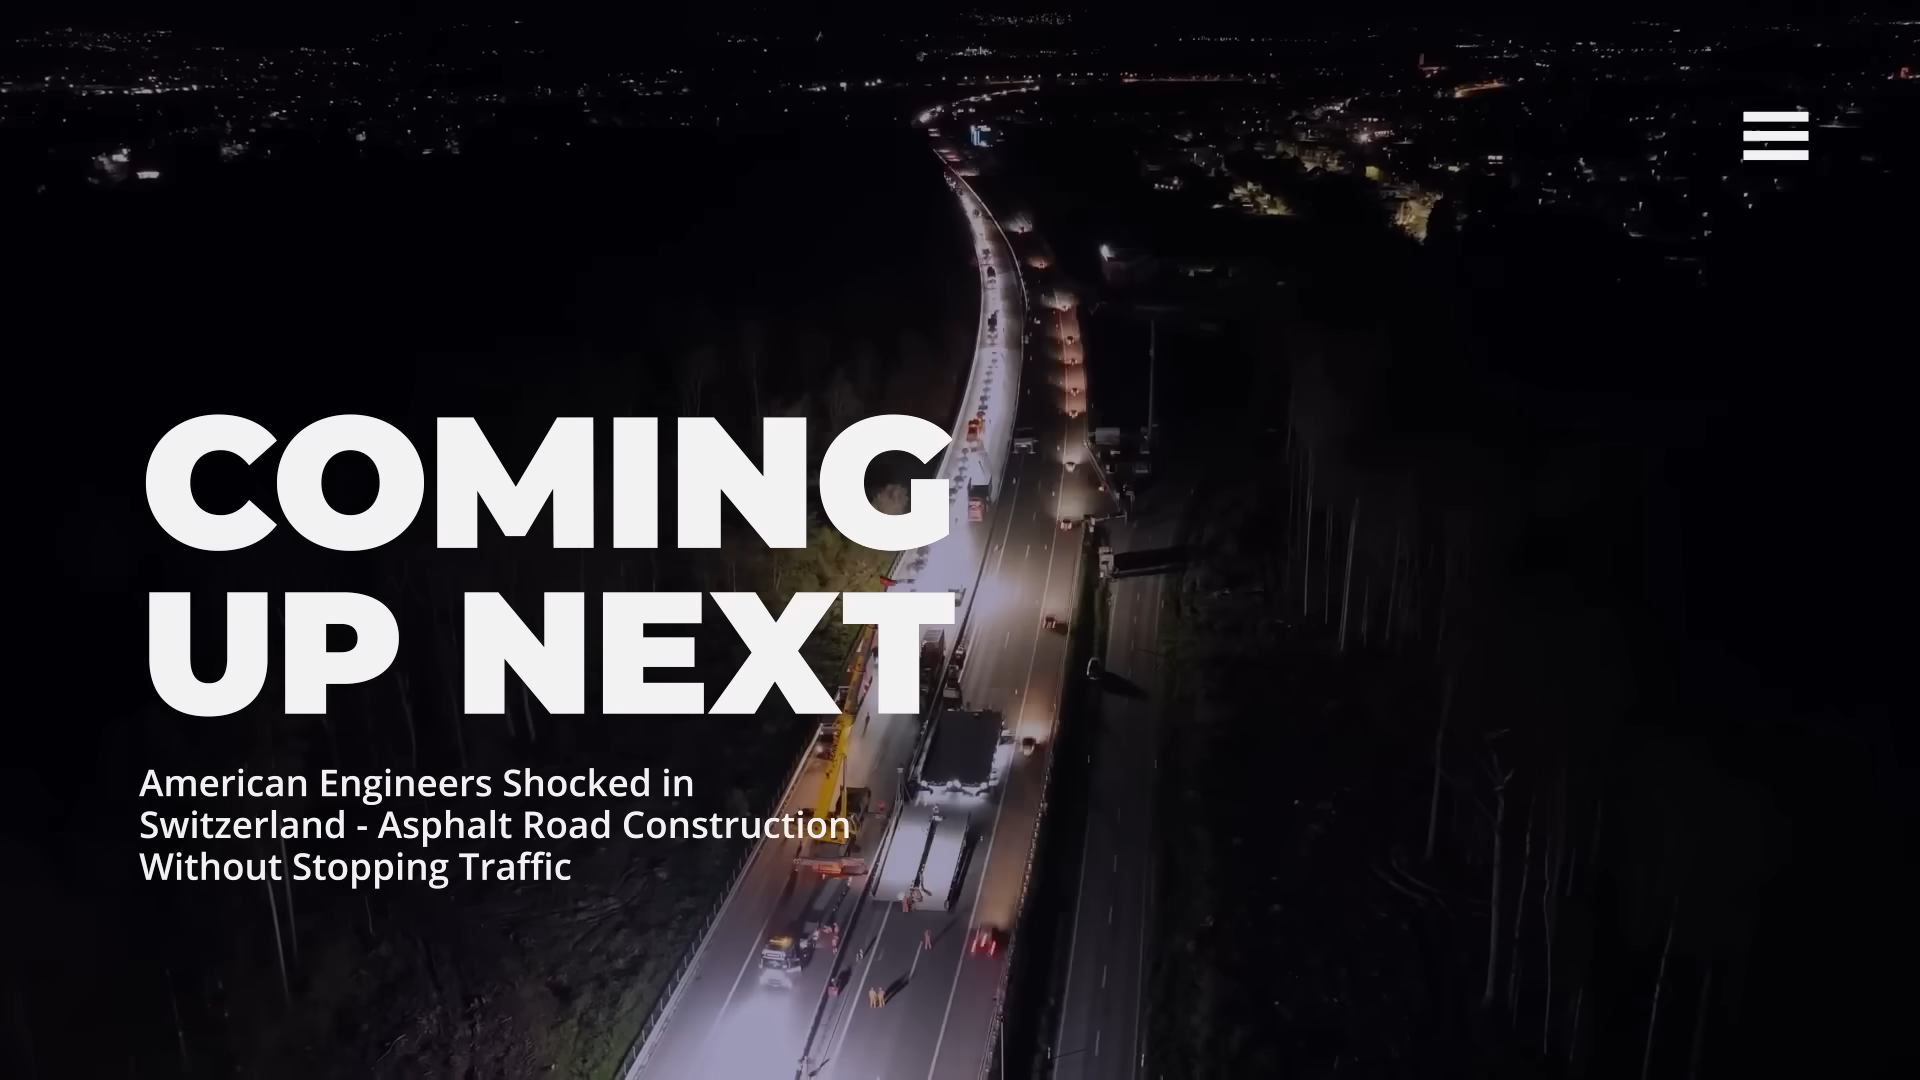 COMING
UP NEXT
American Engineers Shocked in
Switzerland - Asphalt Road Construction
Without Stopping Traffic